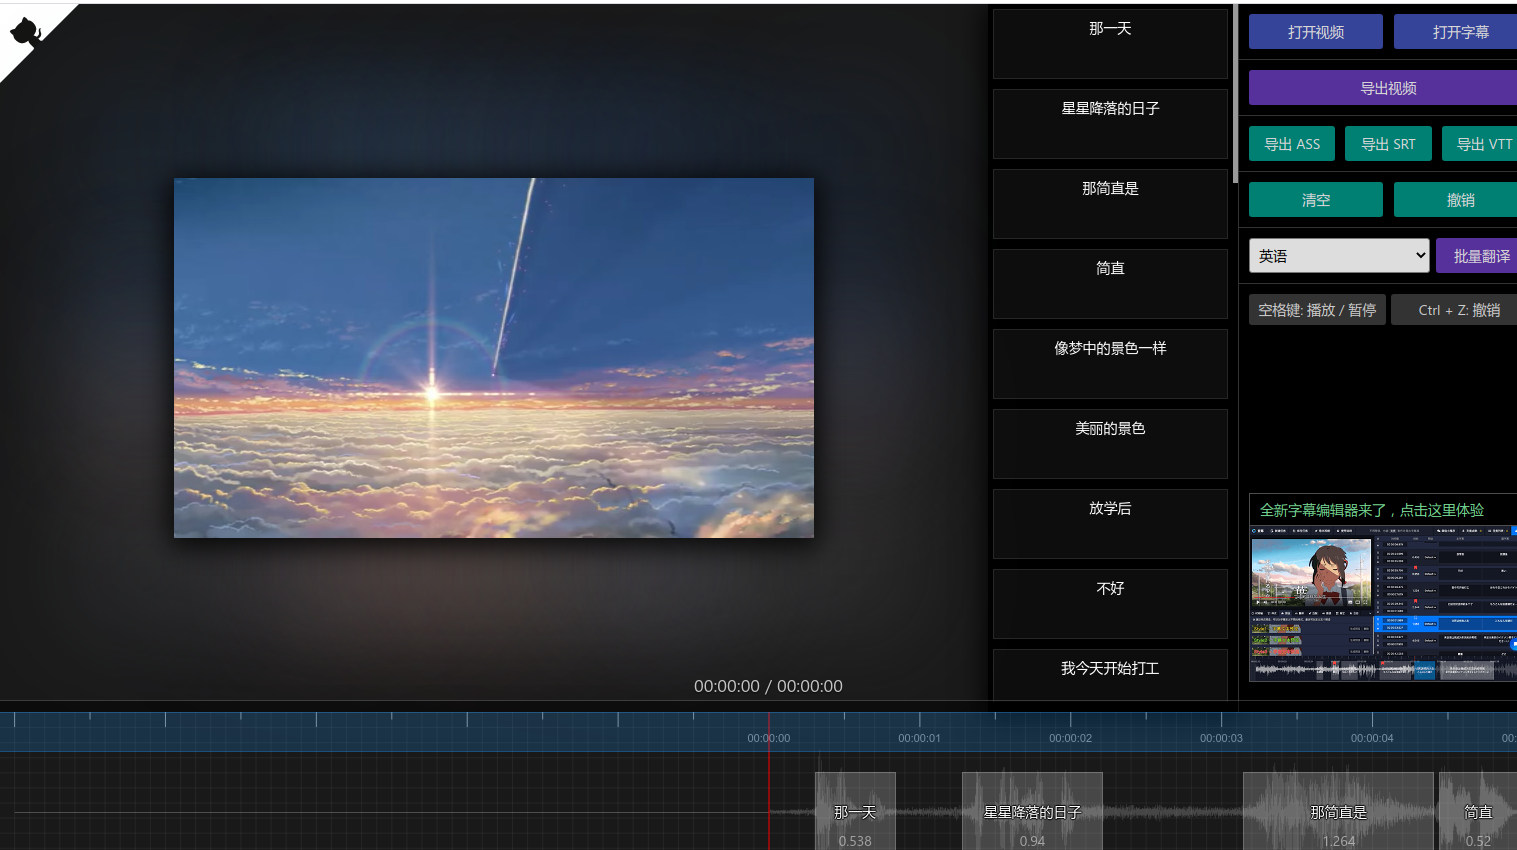 那一天
星星降落的日子
那简直是
简直
像梦中的景色一样
美丽的景色
放学后
不好
我今天开始打工
打开视频
打开字幕
导出视频
导出 ASS
导出 SRT
导出 VTT
清空
撤销
英语
批量翻译
空格键: 播放 / 暂停
Ctrl + Z: 撤销
全新字幕编辑器来了，点击这里体验
00:00:00 / 00:00:00
00:00:00
00:00:01
00:00:02
00:00:03
00:00:04
00:
那一天
0.538
星星降落的日子
0.94
那简直是
1.264
简直
0.52